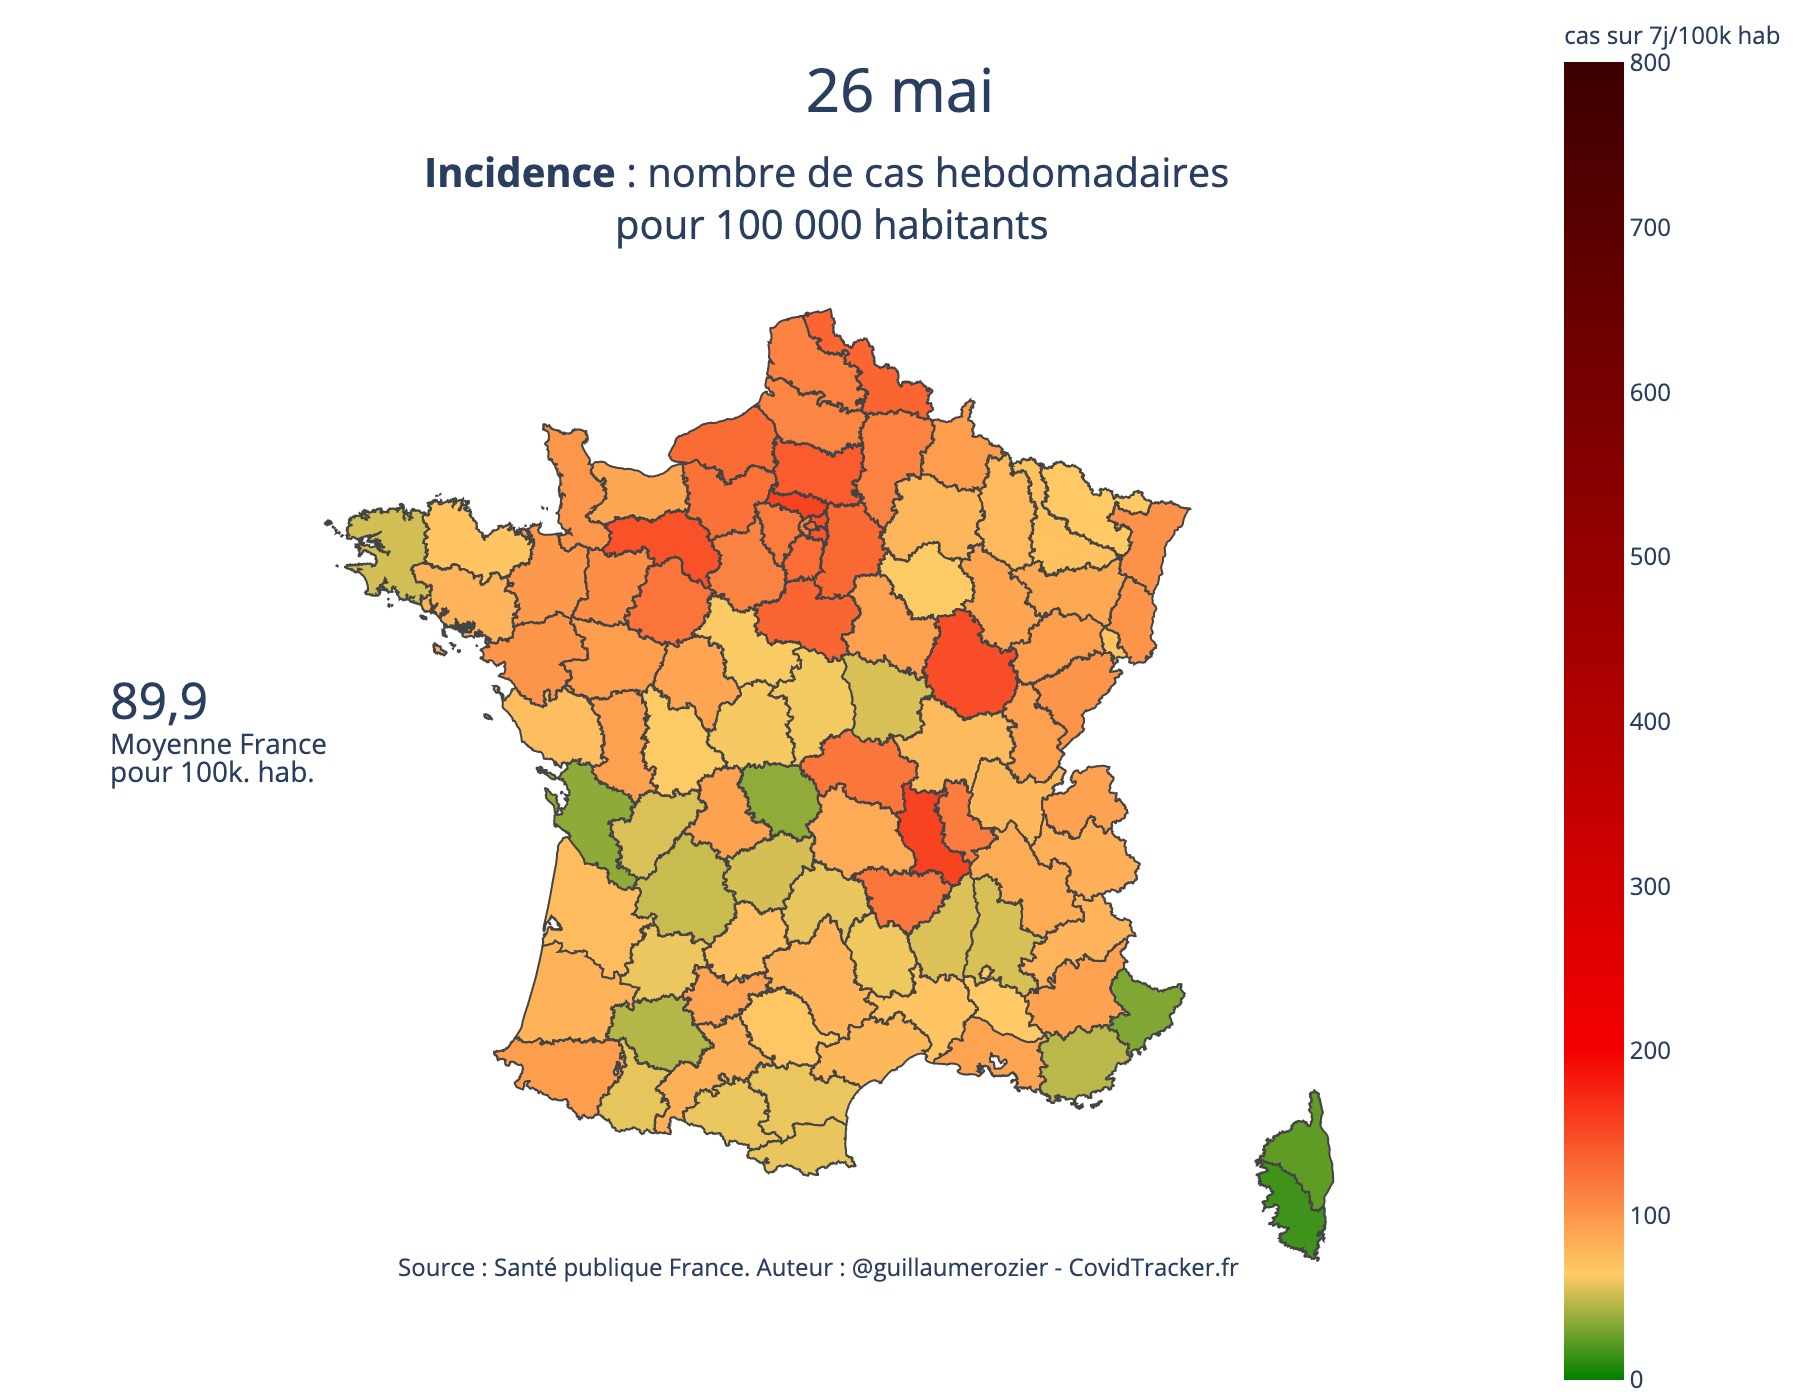 cas sur 7j/100k hab
26 mai
Incidence : nombre de cas hebdomadaires
pour 100 000 habitants
800
700
600
500
400
300
200
100
0
89,9
Moyenne France
pour 100k. hab.
Source : Santé publique France. Auteur : @guillaumerozier - CovidTracker.fr